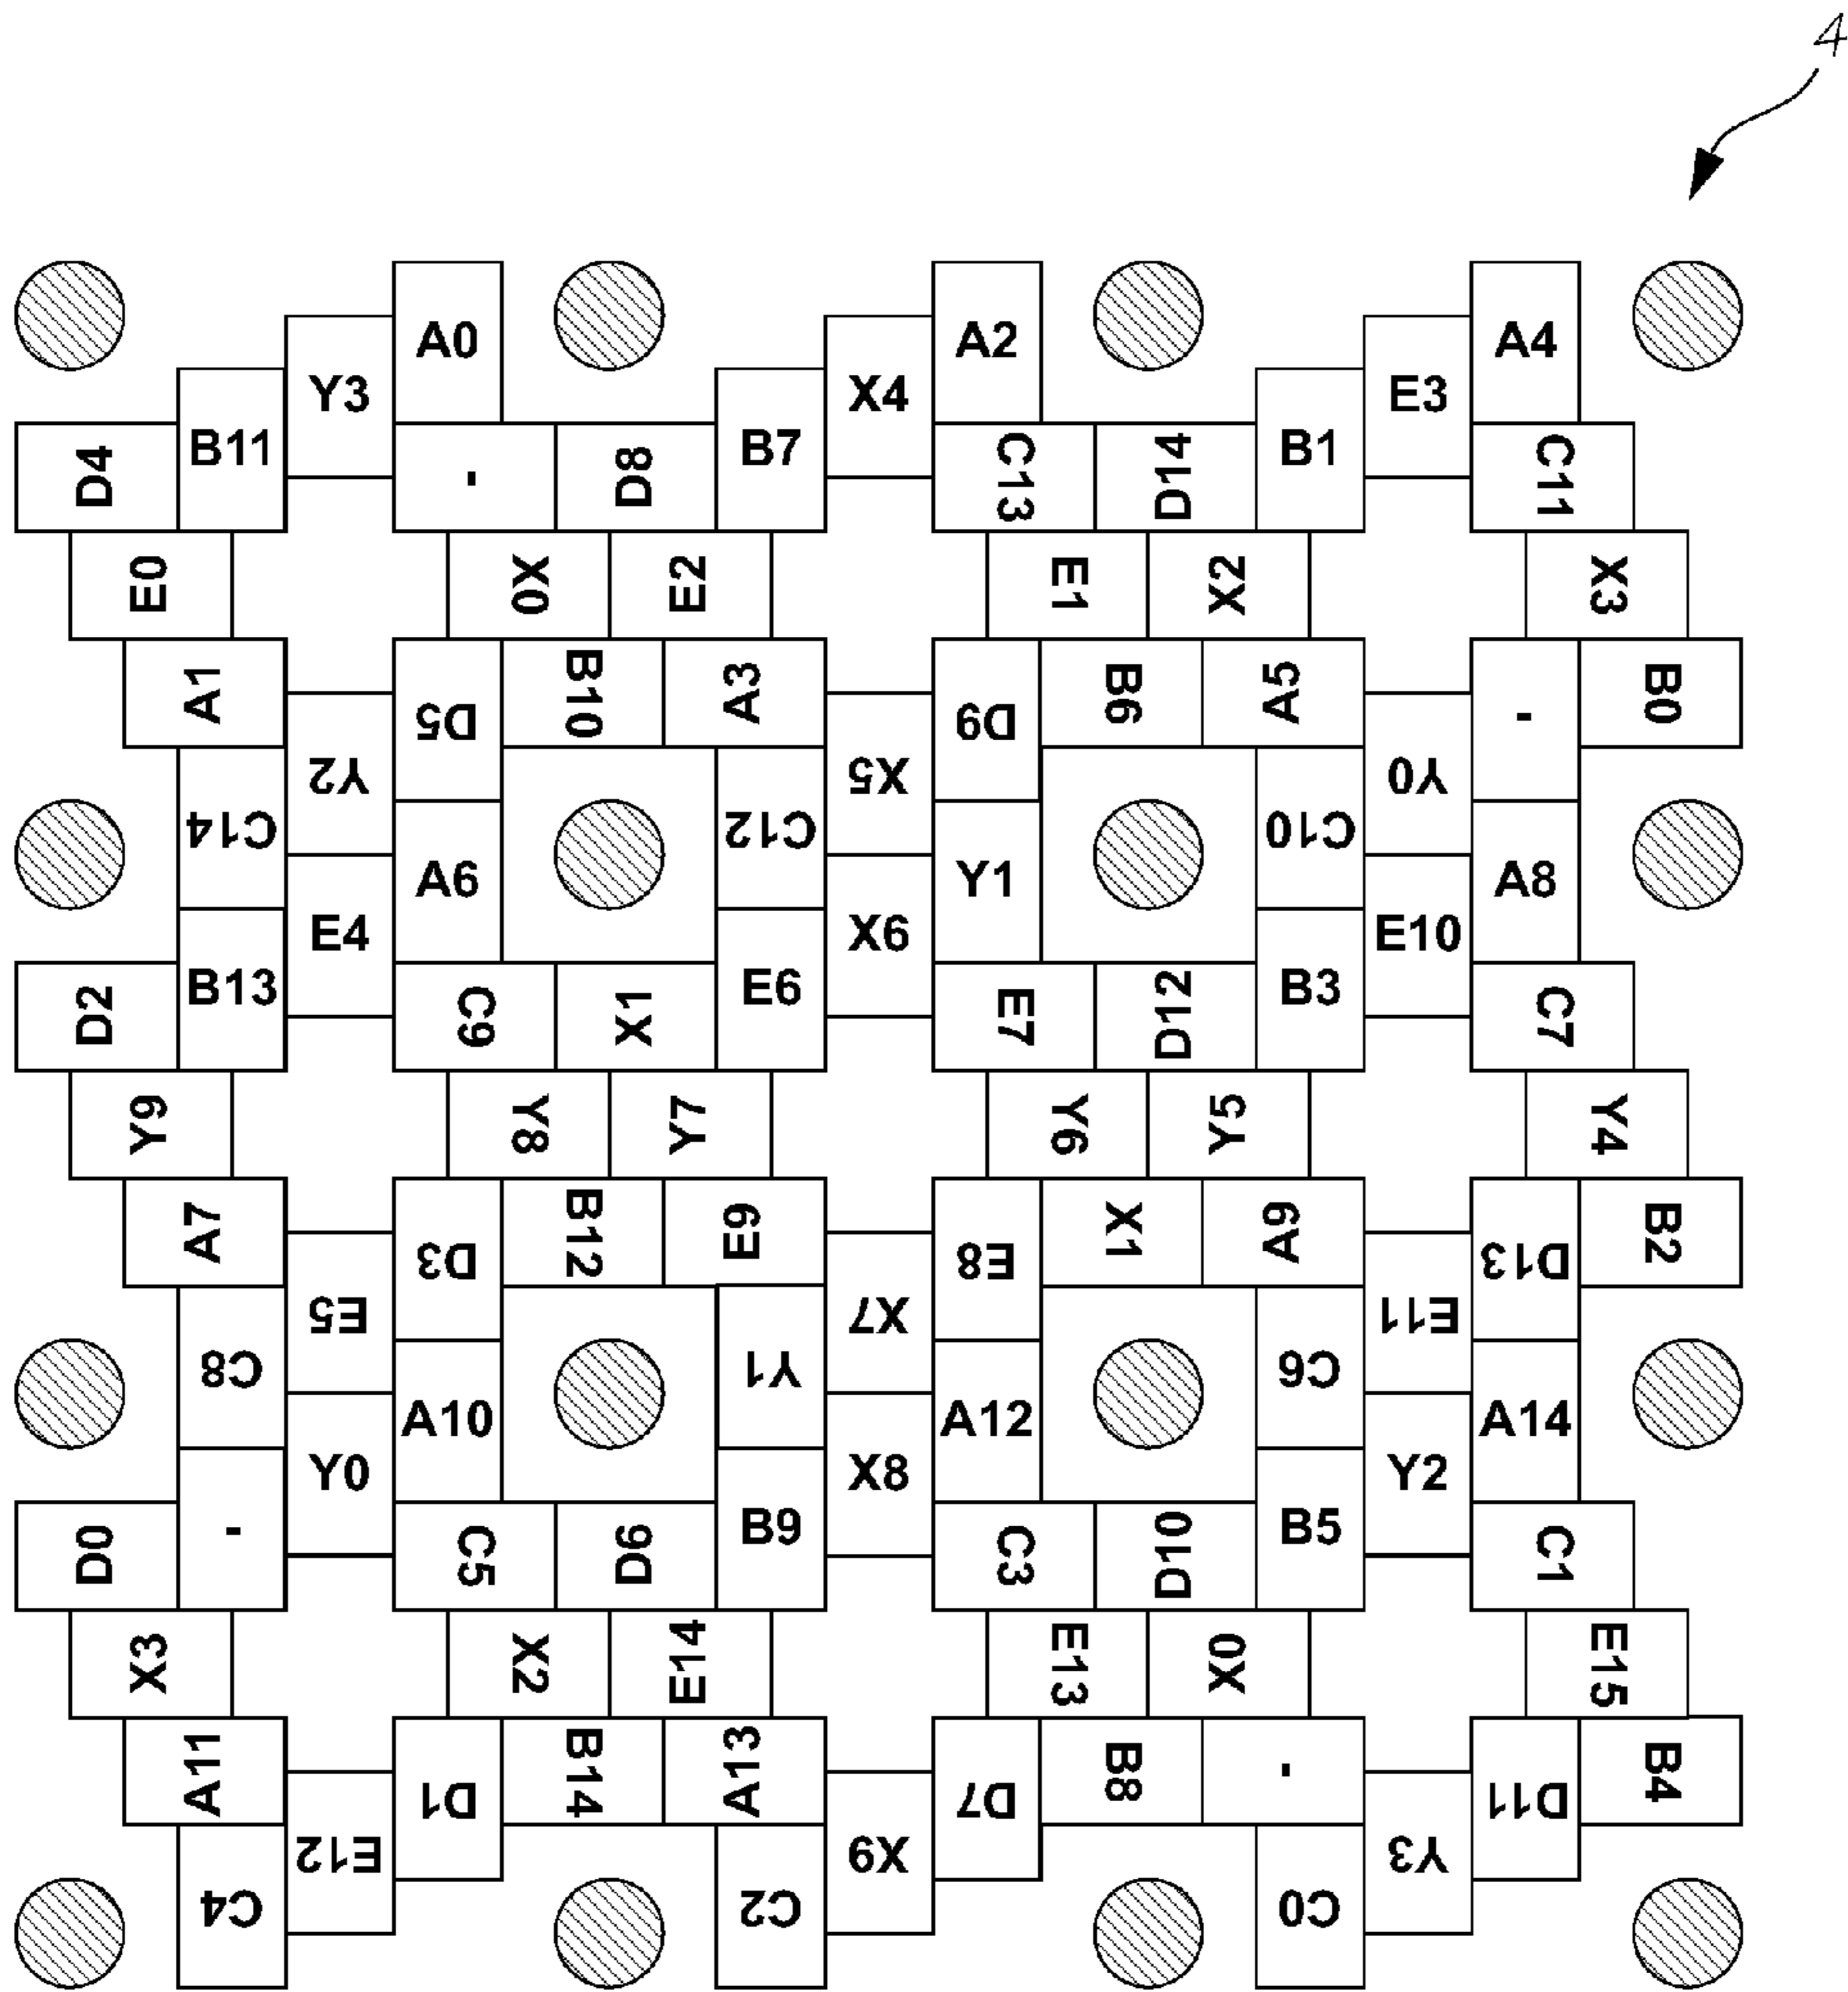 4
A0 A2 A4
Y3 X4 E3
B11 B7 B1
D4 - D8 C13 D14 C11
E0 X0 E2 E1 X2 X3
A1 B10 A3 B6 A5 - B0
D5 D9
Y2 X5 Y0
C14 C12 C10
A6 Y1 A8
E4 X6 E10
B13 E6 B3
D2 C9 X1 E7 D12 C7
Y9 Y8 Y7 Y6 Y5 Y4
A7 B12 E9 X1 A9 B2
D3 E8 D13
E5 X7 E11
C8 Y1 C6
A10 A12 A14
Y0 X8 Y2
- B9 B5
D0 C5 D6 C3 D10 C1
X3 X2 E14 E13 X0 E15
A11 B14 A13 B8 - B4
D1 D7 D11
E12 X9 Y3
C4 C2 C0